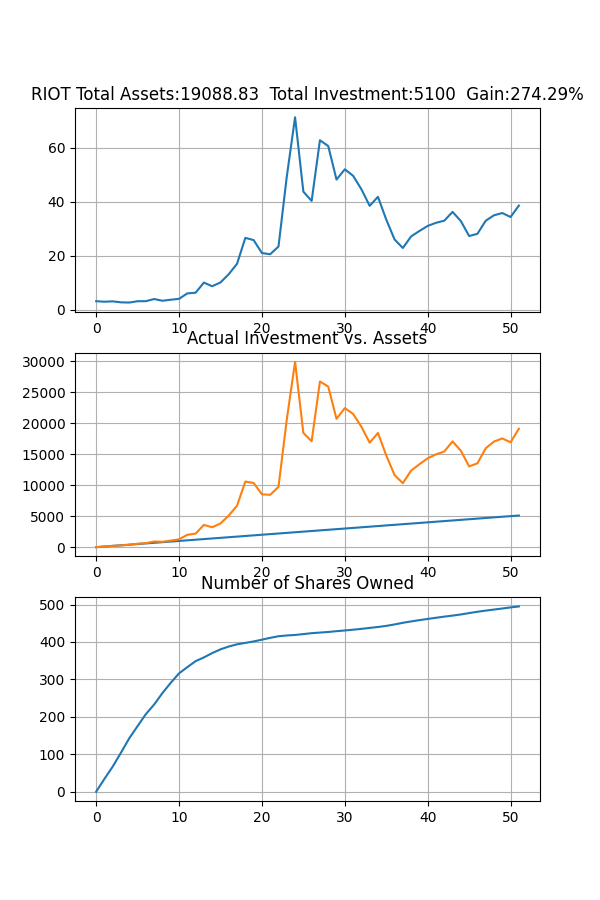 RIOT Total Assets:19088.83  Total Investment:5100  Gain:274.29%
60
40
20
0
0 10 20 30 40 50
Actual Investment vs. Assets
30000
25000
20000
15000
10000
5000
0
0 10 20 30 40 50
Number of Shares Owned
500
400
300
200
100
0
0 10 20 30 40 50